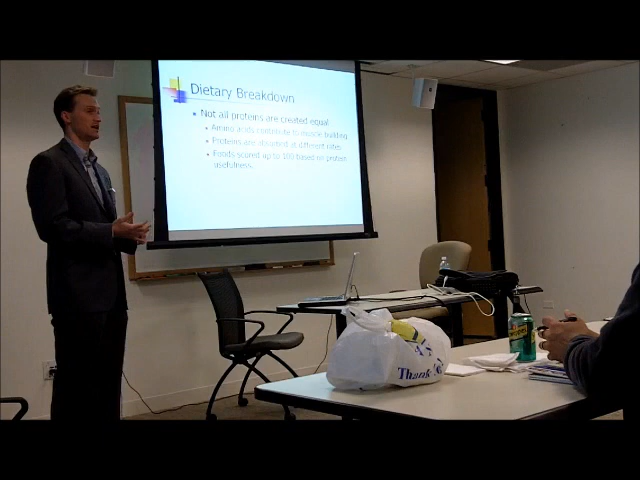 Dietary Breakdown
Not all proteins are created equal
Amino acids contribute to muscle building
Proteins are absorbed at different rates
Foods scored up to 100 based on protein
usefulness.
Thank